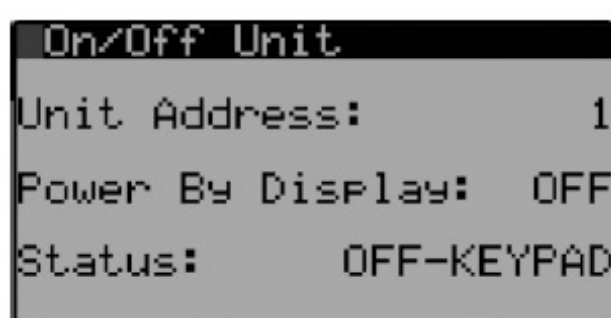 On/Off Unit
Unit Address: 1
Power By Display: OFF
Status: OFF-KEYPAD